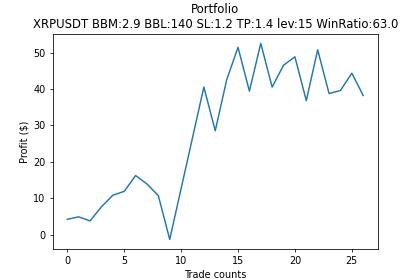 Portfolio
XRPUSDT BBM:2.9 BBL:140 SL:1.2 TP:1.4 lev:15 WinRatio:63.0
50
40
30
20
10
0
Profit ($)
0 5 10 15 20 25
Trade counts